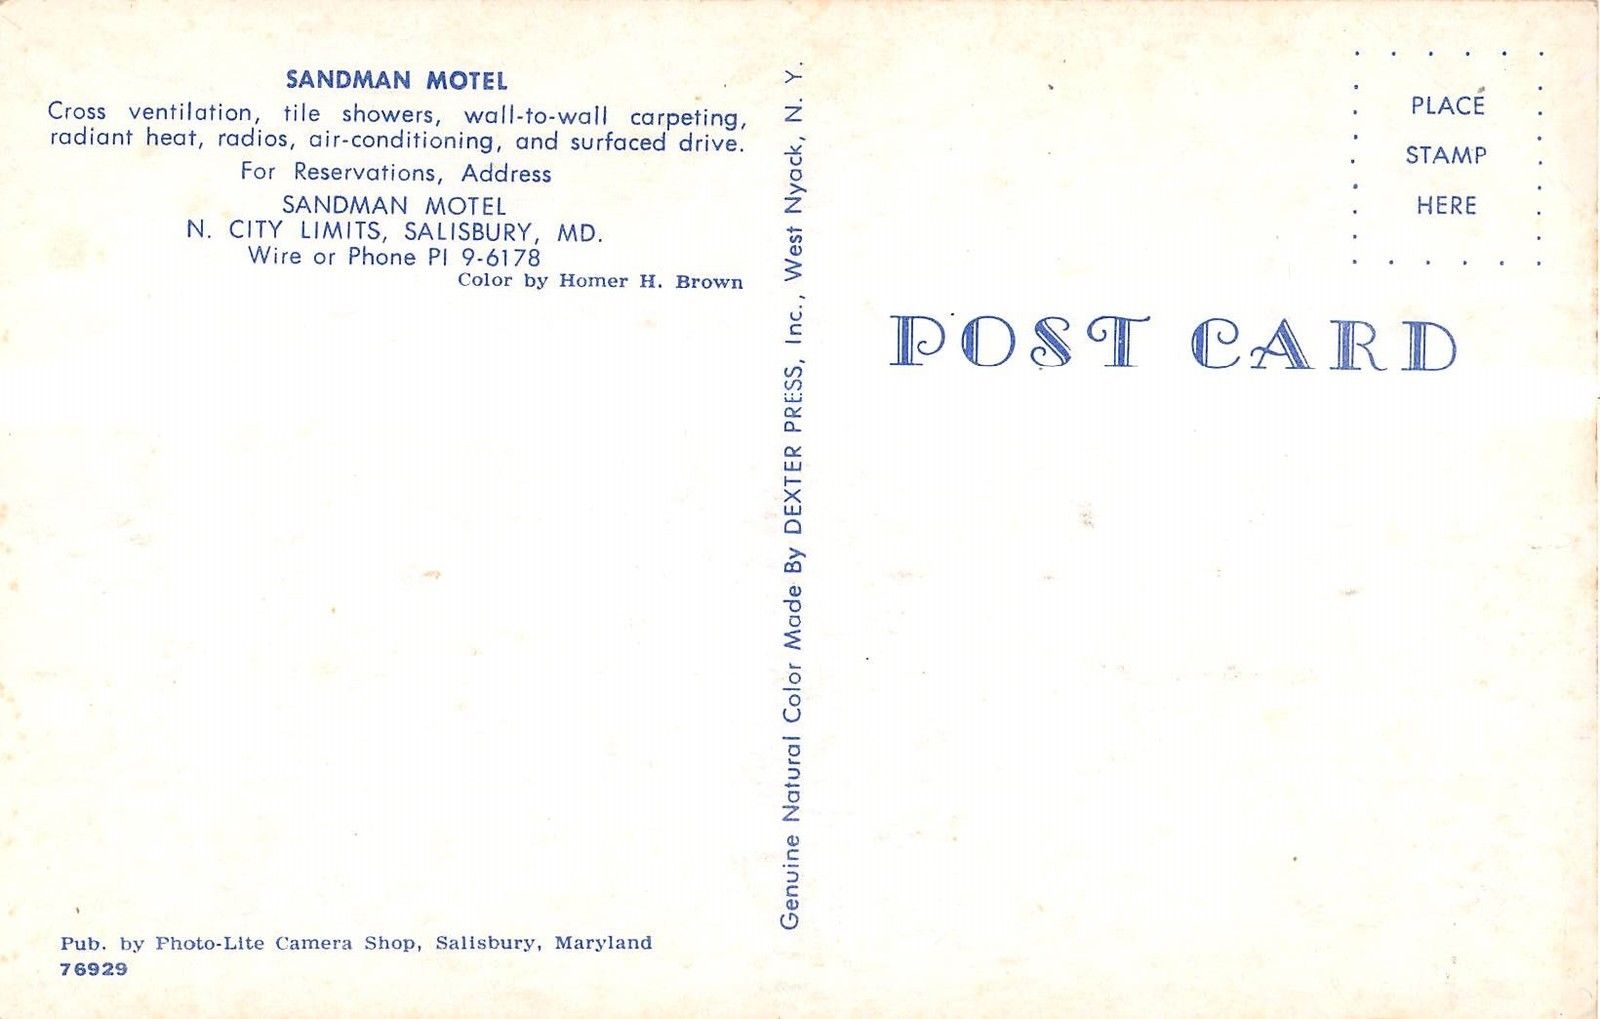 SANDMAN MOTEL
Cross ventilation, tile showers, wall-to-wall carpeting,
radiant heat, radios, air-conditioning, and surfaced drive.
For Reservations, Address
SANDMAN MOTEL
N. CITY LIMITS, SALISBURY, MD.
Wire or Phone PI 9-6178
Color by Homer H. Brown
Pub. by Photo-Lite Camera Shop, Salisbury, Maryland
76929
Genuine Natural Color Made By DEXTER PRESS, Inc., West Nyack, N. Y.
PLACE
STAMP
HERE
POST CARD